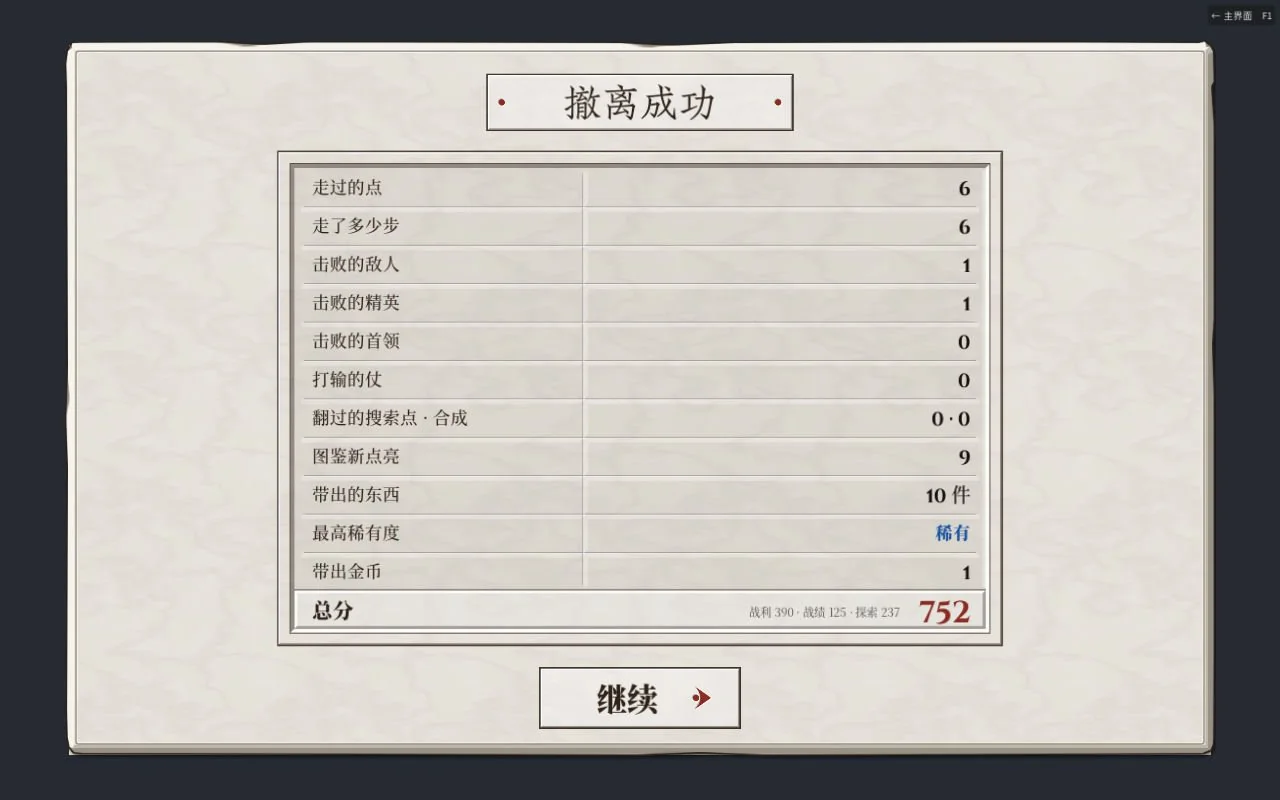 ← 主界面 F1
撤离成功
走过的点 6
走了多少步 6
击败的敌人 1
击败的精英 1
击败的首领 0
打输的仗 0
翻过的搜索点 · 合成 0 · 0
图鉴新点亮 9
带出的东西 10 件
最高稀有度 稀有
带出金币 1
总分 战利 390 · 战绩 125 · 探索 237 752
继续